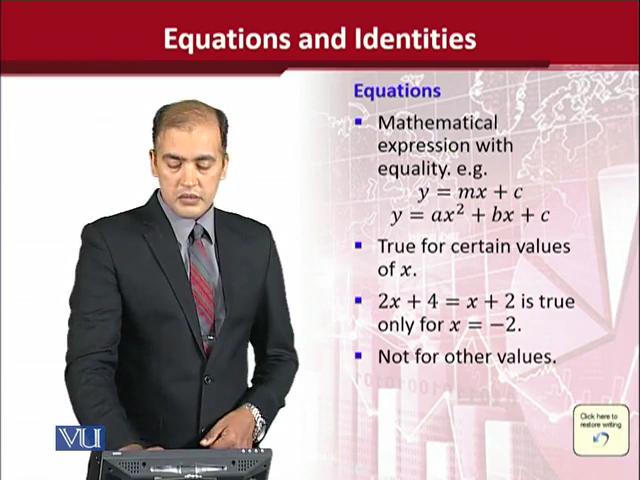 Equations and Identities
Equations
Mathematical
expression with
equality. e.g.
y = mx + c
y = ax² + bx + c
True for certain values
of x.
2x + 4 = x + 2 is true
only for x = −2.
Not for other values.
Click here to
restore writing
VU